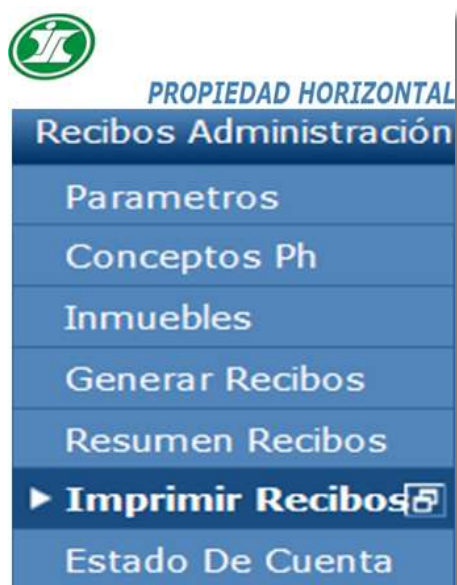 PROPIEDAD HORIZONTAL
Recibos Administración
Parametros
Conceptos Ph
Inmuebles
Generar Recibos
Resumen Recibos
Imprimir Recibos
Estado De Cuenta